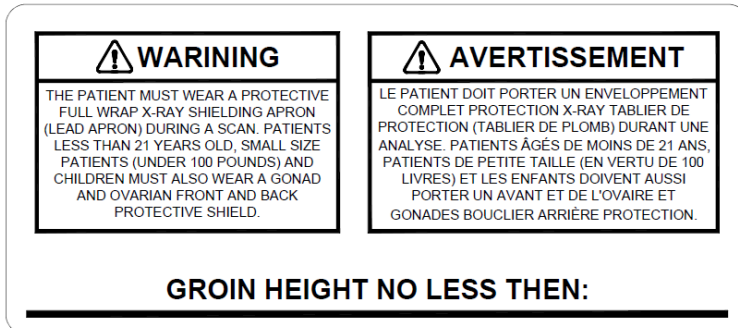 WARINING
THE PATIENT MUST WEAR A PROTECTIVE
FULL WRAP X-RAY SHIELDING APRON
(LEAD APRON) DURING A SCAN. PATIENTS
LESS THAN 21 YEARS OLD, SMALL SIZE
PATIENTS (UNDER 100 POUNDS) AND
CHILDREN MUST ALSO WEAR A GONAD
AND OVARIAN FRONT AND BACK
PROTECTIVE SHIELD.
AVERTISSEMENT
LE PATIENT DOIT PORTER UN ENVELOPPEMENT
COMPLET PROTECTION X-RAY TABLIER DE
PROTECTION (TABLIER DE PLOMB) DURANT UNE
ANALYSE. PATIENTS ÂGÉS DE MOINS DE 21 ANS,
PATIENTS DE PETITE TAILLE (EN VERTU DE 100
LIVRES) ET LES ENFANTS DOIVENT AUSSI
PORTER UN AVANT ET DE L'OVAIRE ET
GONADES BOUCLIER ARRIÈRE PROTECTION.
GROIN HEIGHT NO LESS THEN: